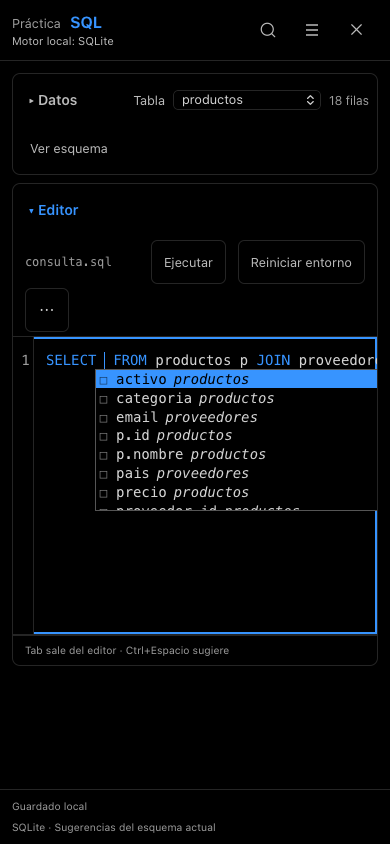 Práctica SQL
Motor local: SQLite
Datos Tabla productos 18 filas
Ver esquema
Editor
consulta.sql Ejecutar Reiniciar entorno
...
1 SELECT FROM productos p JOIN proveedor
activo productos
categoria productos
email proveedores
p.id productos
p.nombre productos
pais proveedores
precio productos
proveedor_id productos
Tab sale del editor · Ctrl+Espacio sugiere
Guardado local
SQLite · Sugerencias del esquema actual